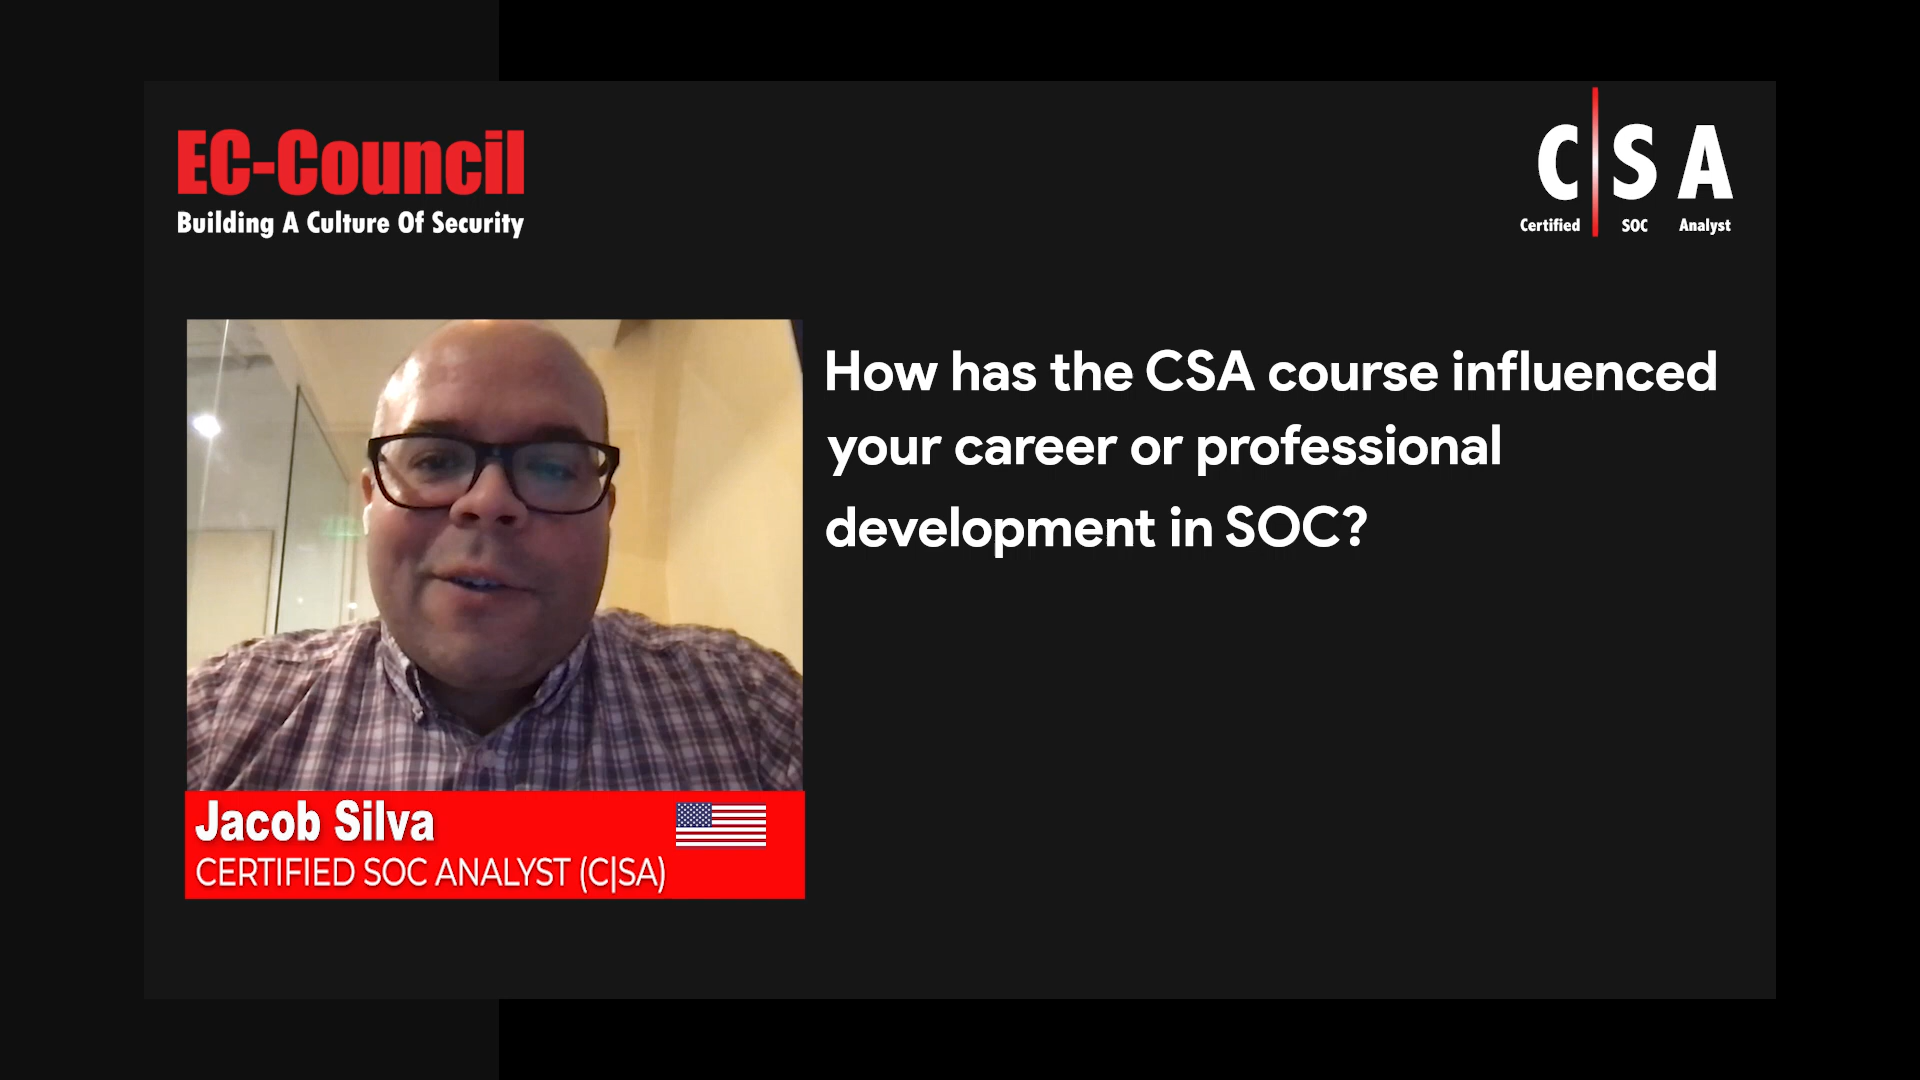 EC-Council
Building A Culture Of Security
C|SA
Certified SOC Analyst
How has the CSA course influenced
your career or professional
development in SOC?
Jacob Silva
CERTIFIED SOC ANALYST (C|SA)